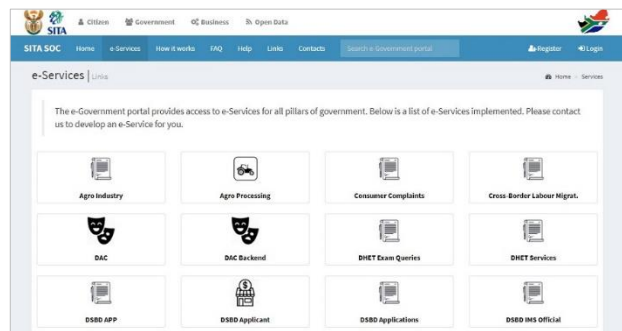 SITA
Citizen
Government
Business
Open Data
SITA SOC
Home
e-Services
How it works
FAQ
Help
Links
Contacts
Search e-Government portal
Register
Login
e-Services | Links
Home - Services
The e-Government portal provides access to e-Services for all pillars of government. Below is a list of e-Services implemented. Please contact
us to develop an e-Service for you.
Agro Industry
Agro Processing
Consumer Complaints
Cross-Border Labour Migrat.
DAC
DAC Backend
DHET Exam Queries
DHET Services
DSBD APP
DSBD Applicant
DSBD Applications
DSBD IMS Official